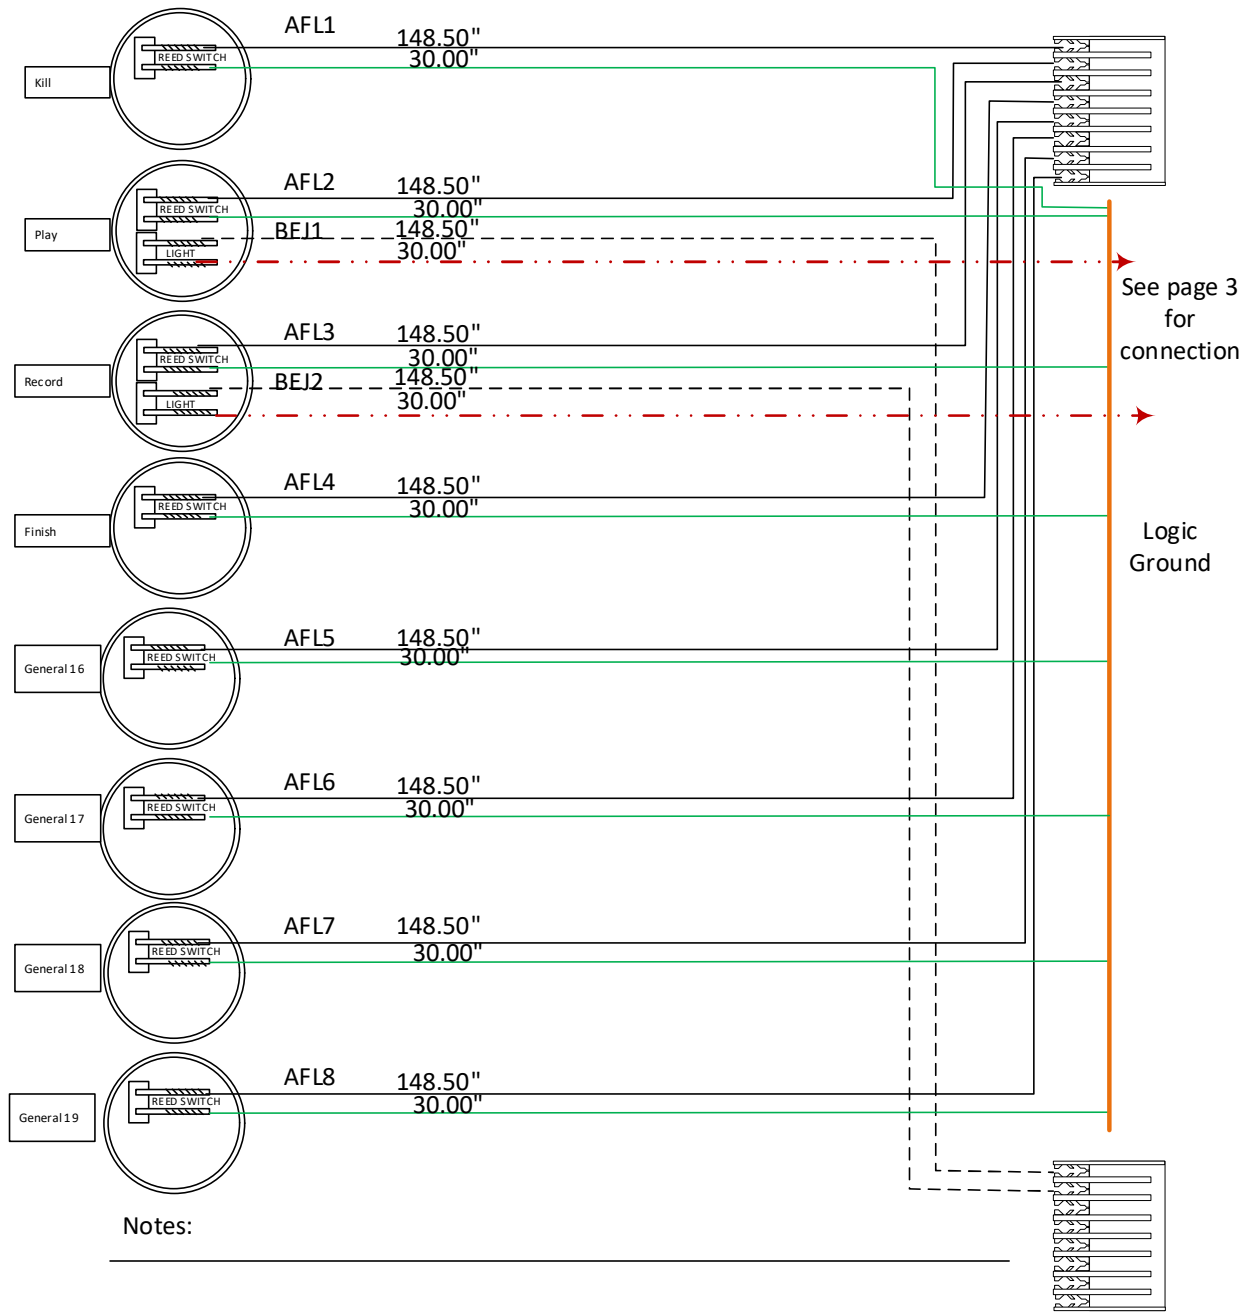 AFL1
148.50"
30.00"
REED SWITCH
Kill
AFL2
148.50"
30.00"
REED SWITCH
Play
BEJ1
148.50"
30.00"
LIGHT
See page 3
for
connection
AFL3
148.50"
30.00"
REED SWITCH
Record
BEJ2
148.50"
30.00"
LIGHT
AFL4
148.50"
30.00"
REED SWITCH
Finish
Logic
Ground
AFL5
148.50"
30.00"
REED SWITCH
General 16
AFL6
148.50"
30.00"
REED SWITCH
General 17
AFL7
148.50"
30.00"
REED SWITCH
General 18
AFL8
148.50"
30.00"
REED SWITCH
General 19
Notes: